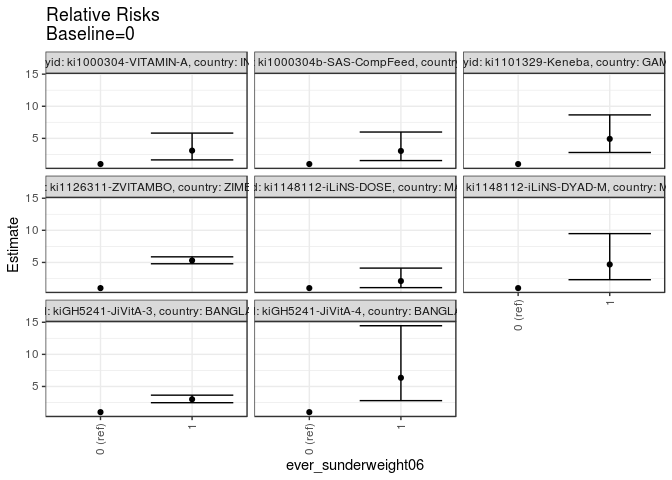 Relative Risks
Baseline=0
yid: ki1000304-VITAMIN-A, country: IN
ki1000304b-SAS-CompFeed, country
yid: ki1101329-Keneba, country: GAM
15
10
5
: ki1126311-ZVITAMBO, country: ZIMB
d: ki1148112-iLiNS-DOSE, country: MA
ki1148112-iLiNS-DYAD-M, country: M
15
10
5
Estimate
d: kiGH5241-JiVitA-3, country: BANGLA
d: kiGH5241-JiVitA-4, country: BANGLA
15
10
5
0 (ref)
1
0 (ref)
1
0 (ref)
1
ever_sunderweight06